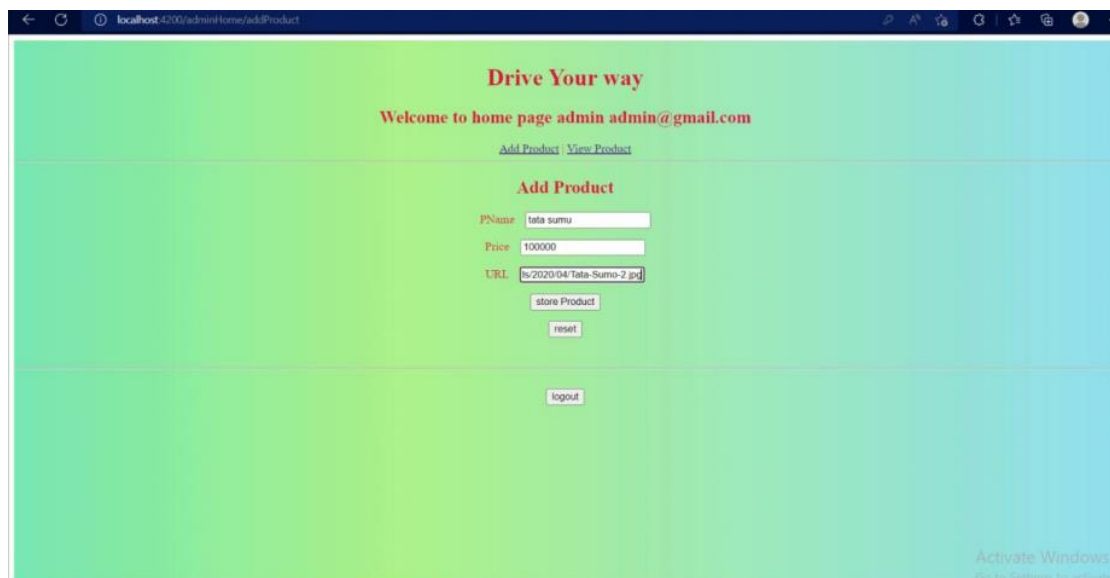 localhost:4200/adminHome/addProduct
Drive Your way
Welcome to home page admin admin@gmail.com
Add Product | View Product
Add Product
PName tata sumu
Price 100000
URL ls/2020/04/Tata-Sumo-2.jpg
store Product
reset
logout
Activate Windows